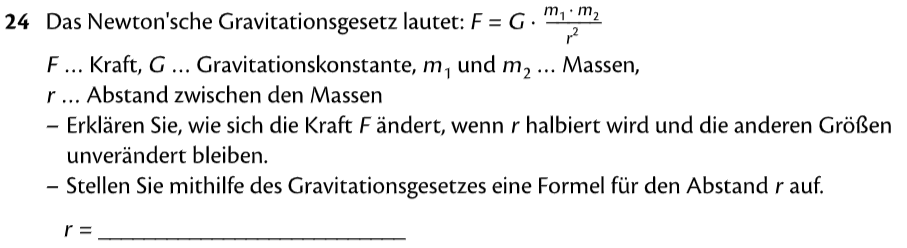 24 Das Newton'sche Gravitationsgesetz lautet: F = G · m₁ · m₂ / r²
F ... Kraft, G ... Gravitationskonstante, m₁ und m₂ ... Massen,
r ... Abstand zwischen den Massen
– Erklären Sie, wie sich die Kraft F ändert, wenn r halbiert wird und die anderen Größen
unverändert bleiben.
– Stellen Sie mithilfe des Gravitationsgesetzes eine Formel für den Abstand r auf.
r = ______________________________